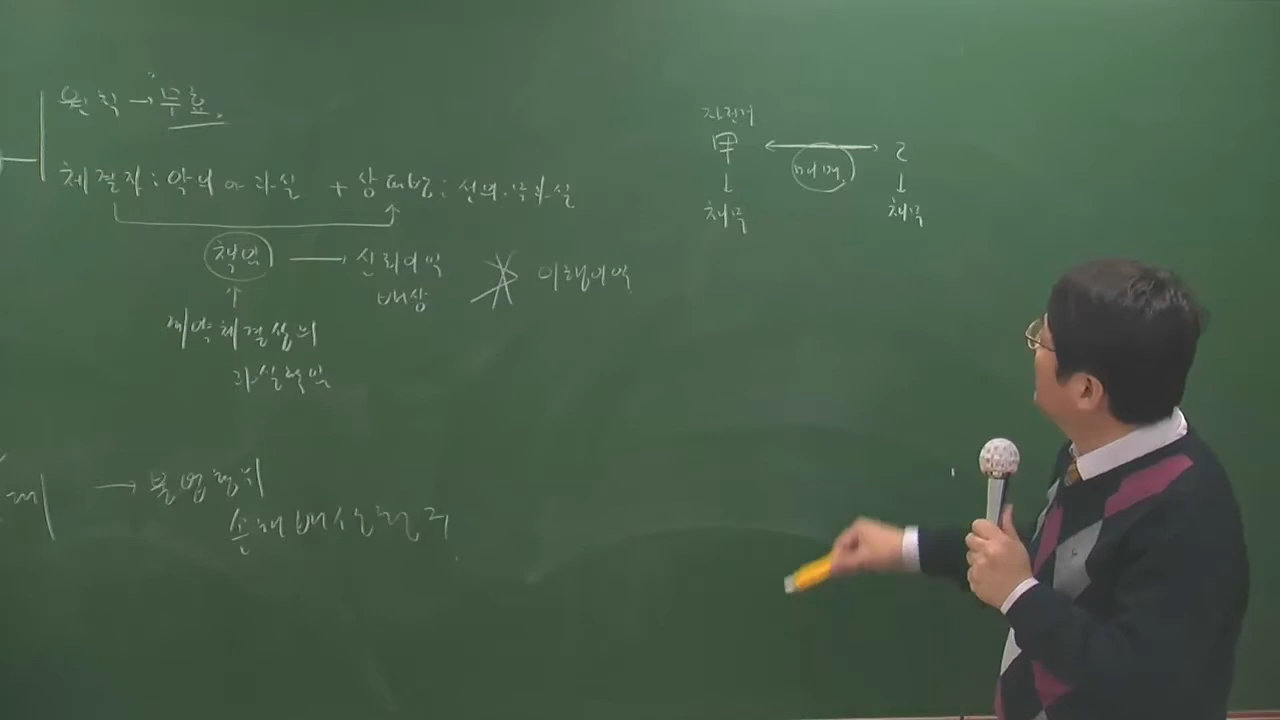 원칙 → 무효.
체결자 : 악의 or 과실 + 상대방 : 선의·무과실
책임 → 신뢰이익
배상
이행이익
계약체결상의
과실책임
→ 불법행위
손해배상청구
자전거
甲 ↔ 乙
매매
↓ ↓
채무 채무